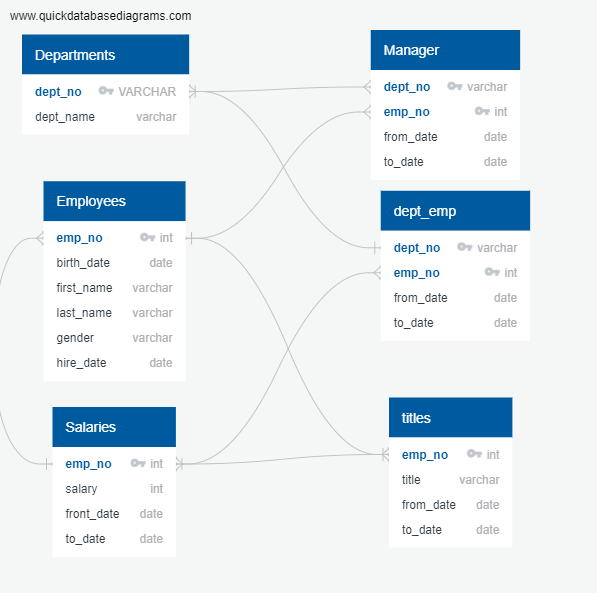 www.quickdatabasediagrams.com
Departments
dept_no VARCHAR
dept_name varchar
Manager
dept_no varchar
emp_no int
from_date date
to_date date
Employees
emp_no int
birth_date date
first_name varchar
last_name varchar
gender varchar
hire_date date
dept_emp
dept_no varchar
emp_no int
from_date date
to_date date
Salaries
emp_no int
salary int
front_date date
to_date date
titles
emp_no int
title varchar
from_date date
to_date date